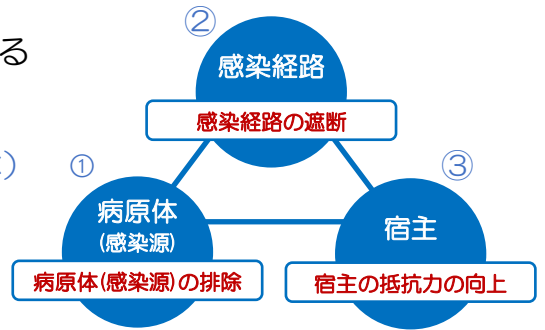 る
②
感染経路
感染経路の遮断
)
①
病原体
(感染源)
病原体(感染源)の排除
③
宿主
宿主の抵抗力の向上